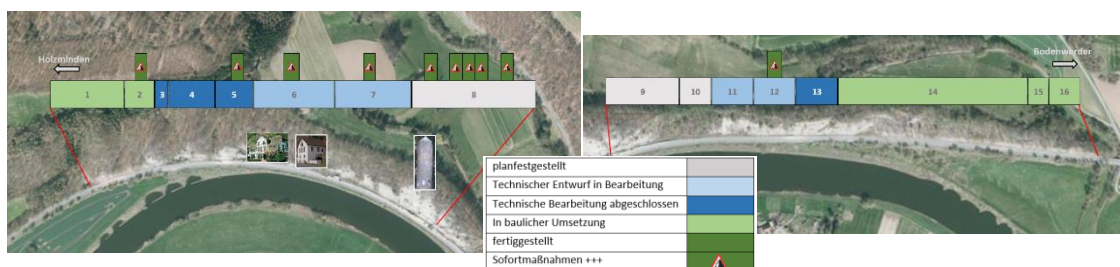 Holzminden
1 2 3 4 5 6 7 8
Bodenwerder
9 10 11 12 13 14 15 16
planfestgestellt
Technischer Entwurf in Bearbeitung
Technische Bearbeitung abgeschlossen
In baulicher Umsetzung
fertiggestellt
Sofortmaßnahmen +++